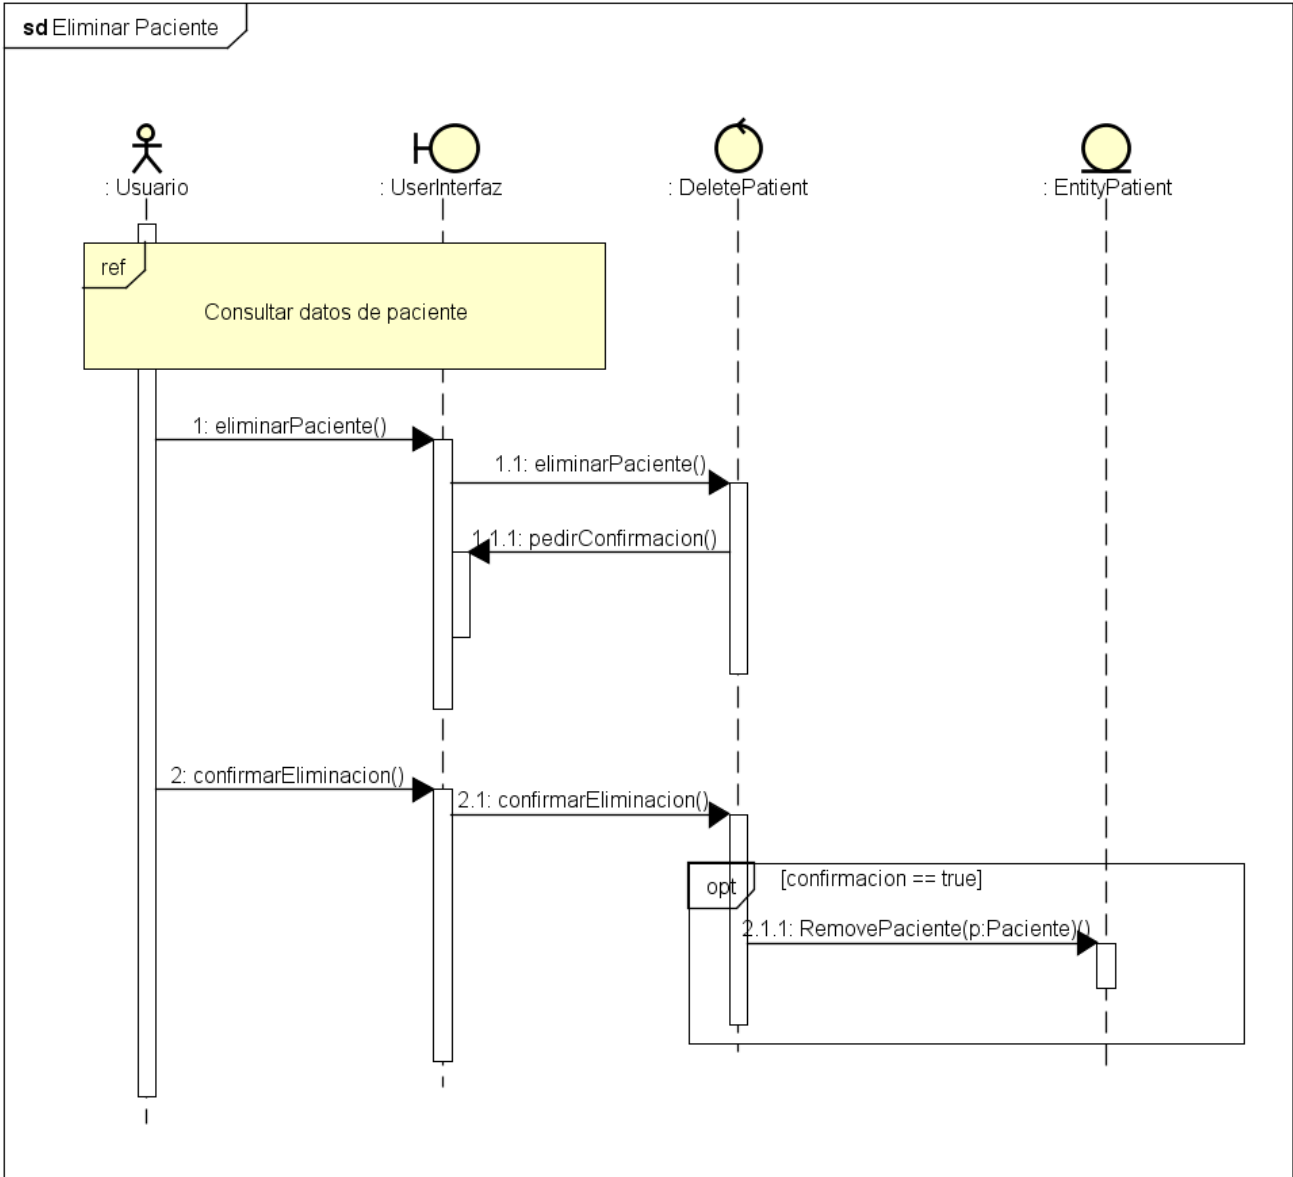 sd Eliminar Paciente
: Usuario
: UserInterfaz
: DeletePatient
: EntityPatient
ref
Consultar datos de paciente
1: eliminarPaciente()
1.1: eliminarPaciente()
1.1.1: pedirConfirmacion()
2: confirmarEliminacion()
2.1: confirmarEliminacion()
opt
[confirmacion == true]
2.1.1: RemovePaciente(p:Paciente)()